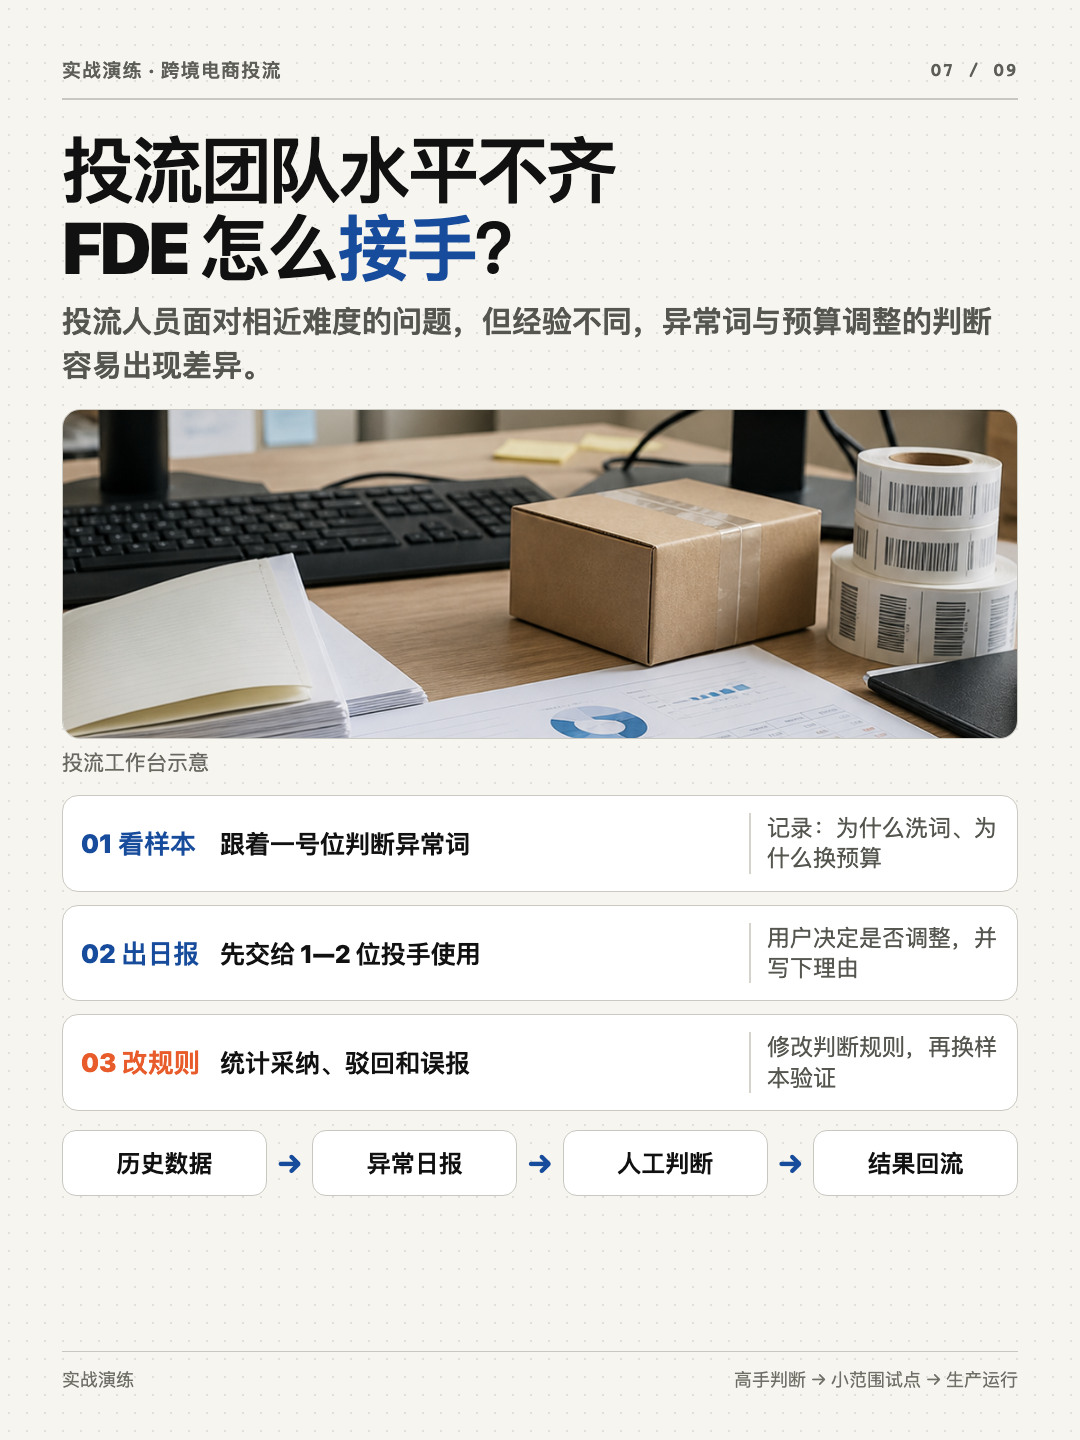 实战演练 · 跨境电商投流
07 / 09
投流团队水平不齐
FDE 怎么接手?
投流人员面对相近难度的问题，但经验不同，异常词与预算调整的判断
容易出现差异。
投流工作台示意
01 看样本 跟着一号位判断异常词
记录：为什么洗词、为
什么换预算
02 出日报 先交给 1—2 位投手使用
用户决定是否调整，并
写下理由
03 改规则 统计采纳、驳回和误报
修改判断规则，再换样
本验证
历史数据 → 异常日报 → 人工判断 → 结果回流
实战演练
高手判断 → 小范围试点 → 生产运行